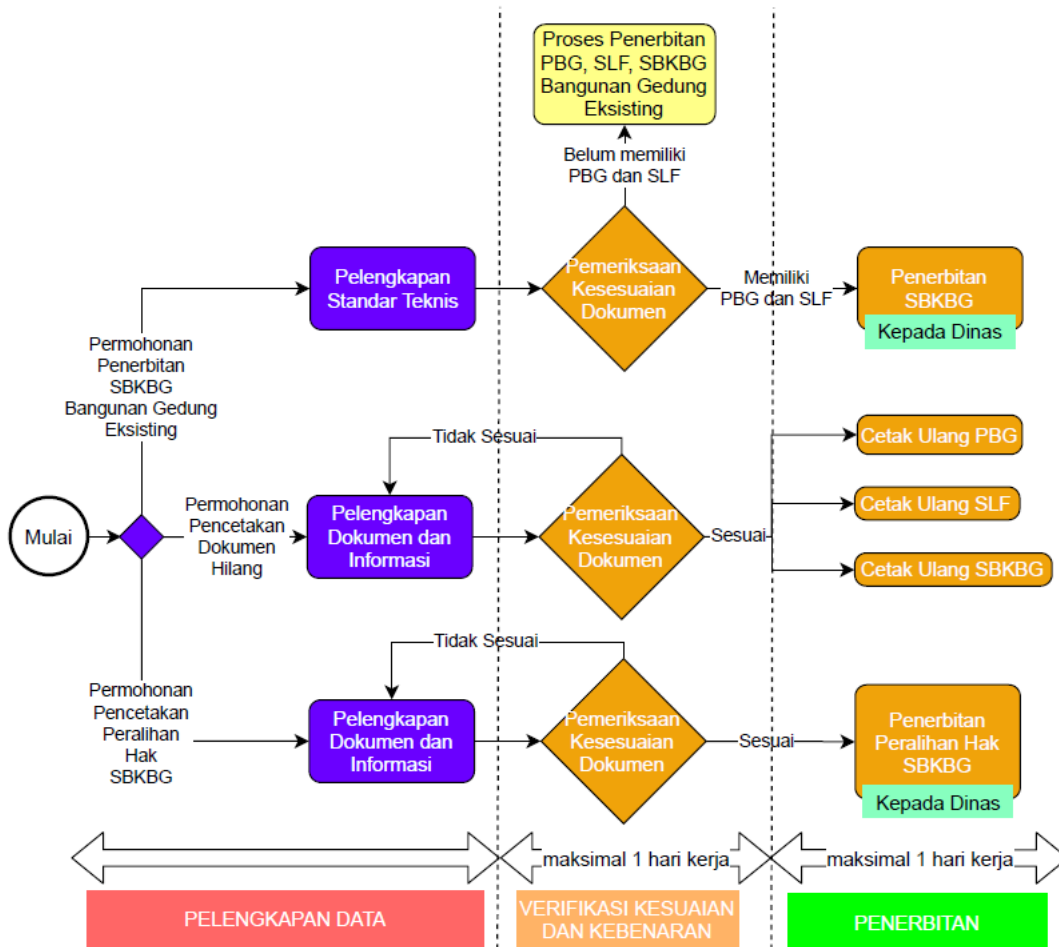 Proses Penerbitan
PBG, SLF, SBKBG
Bangunan Gedung
Eksisting
Belum memiliki
PBG dan SLF
Pelengkapan
Standar Teknis
Pemeriksaan
Kesesuaian
Dokumen
Memiliki
PBG dan SLF
Penerbitan
SBKBG
Kepada Dinas
Permohonan
Penerbitan
SBKBG
Bangunan Gedung
Eksisting
Mulai
Permohonan
Pencetakan
Dokumen
Hilang
Tidak Sesuai
Pelengkapan
Dokumen dan
Informasi
Pemeriksaan
Kesesuaian
Dokumen
Sesuai
Cetak Ulang PBG
Cetak Ulang SLF
Cetak Ulang SBKBG
Permohonan
Pencetakan
Peralihan
Hak
SBKBG
Tidak Sesuai
Pelengkapan
Dokumen dan
Informasi
Pemeriksaan
Kesesuaian
Dokumen
Sesuai
Penerbitan
Peralihan Hak
SBKBG
Kepada Dinas
maksimal 1 hari kerja
maksimal 1 hari kerja
PELENGKAPAN DATA
VERIFIKASI KESUAIAN
DAN KEBENARAN
PENERBITAN